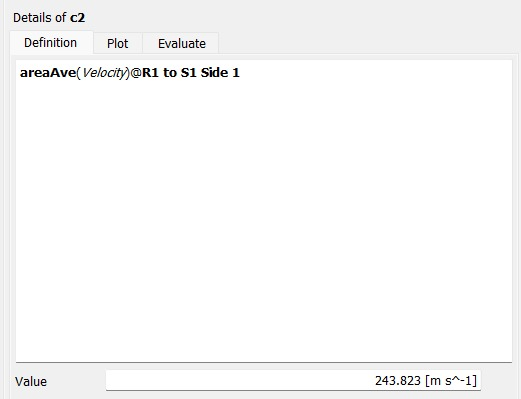 Details of c2
Definition Plot Evaluate
areaAve(Velocity)@R1 to S1 Side 1
Value 243.823 [m s^-1]